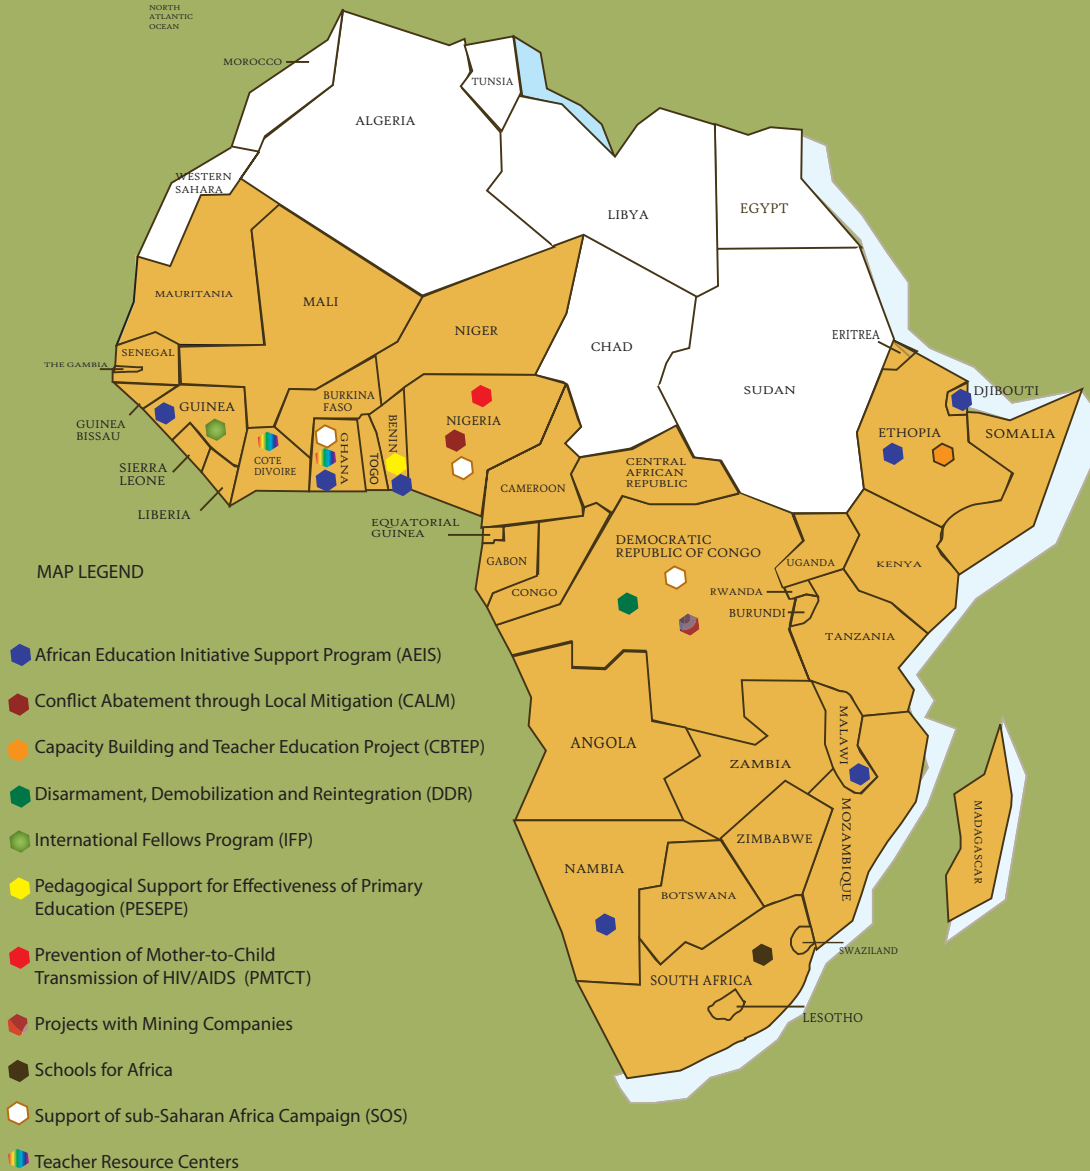 NORTH
ATLANTIC
OCEAN
MOROCCO
TUNSIA
ALGERIA
WESTERN
SAHARA
LIBYA
EGYPT
MAURITANIA
MALI
NIGER
CHAD
SUDAN
ERITREA
SENEGAL
THE GAMBIA
GUINEA
BISSAU
GUINEA
SIERRA
LEONE
LIBERIA
COTE
DIVOIRE
BURKINA
FASO
GHANA
TOGO
BENIN
NIGERIA
CAMEROON
CENTRAL
AFRICAN
REPUBLIC
DJIBOUTI
ETHOPIA
SOMALIA
EQUATORIAL
GUINEA
GABON
CONGO
DEMOCRATIC
REPUBLIC OF CONGO
UGANDA
KENYA
RWANDA
BURUNDI
TANZANIA
ANGOLA
ZAMBIA
MALAWI
MOZAMBIQUE
MADAGASCAR
ZIMBABWE
NAMBIA
BOTSWANA
SWAZILAND
SOUTH AFRICA
LESOTHO
MAP LEGEND
African Education Initiative Support Program (AEIS)
Conflict Abatement through Local Mitigation (CALM)
Capacity Building and Teacher Education Project (CBTEP)
Disarmament, Demobilization and Reintegration (DDR)
International Fellows Program (IFP)
Pedagogical Support for Effectiveness of Primary
Education (PESEPE)
Prevention of Mother-to-Child
Transmission of HIV/AIDS (PMTCT)
Projects with Mining Companies
Schools for Africa
Support of sub-Saharan Africa Campaign (SOS)
Teacher Resource Centers